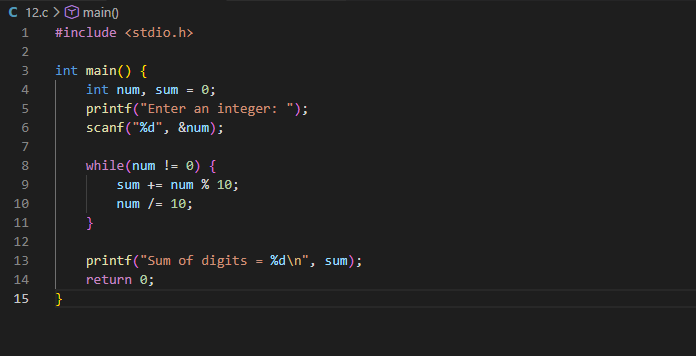 C 12.c > main()
1 #include <stdio.h>
2
3 int main() {
4     int num, sum = 0;
5     printf("Enter an integer: ");
6     scanf("%d", &num);
7
8     while(num != 0) {
9         sum += num % 10;
10         num /= 10;
11     }
12
13     printf("Sum of digits = %d\n", sum);
14     return 0;
15 }